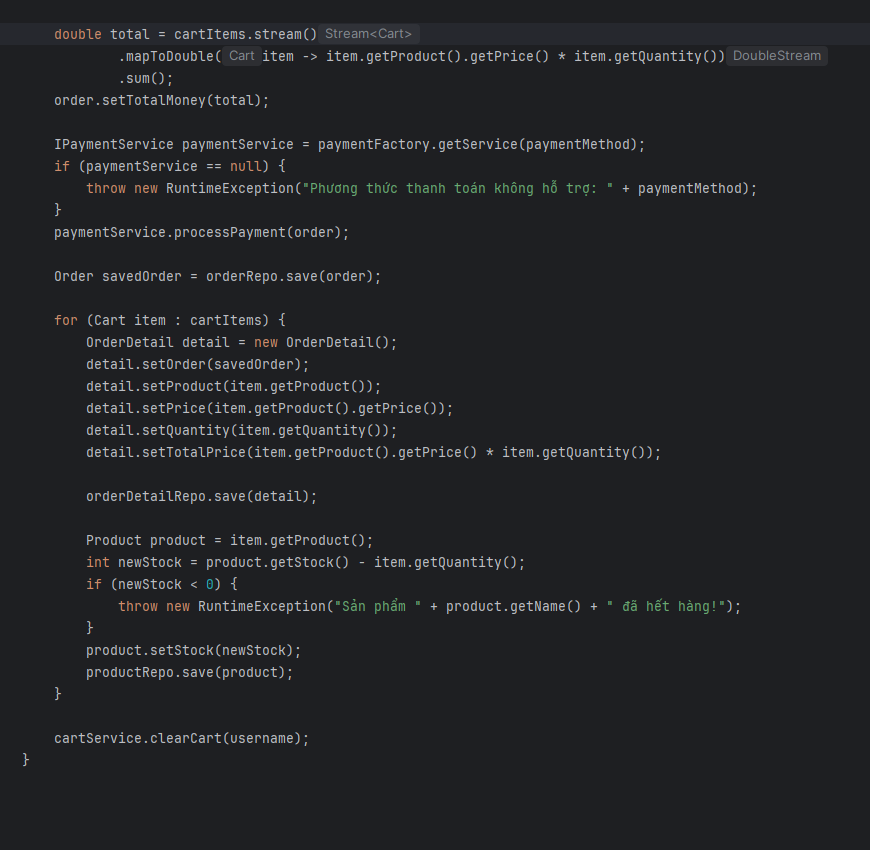 double total = cartItems.stream() Stream<Cart>
.mapToDouble( Cart item -> item.getProduct().getPrice() * item.getQuantity()) DoubleStream
.sum();
order.setTotalMoney(total);
IPaymentService paymentService = paymentFactory.getService(paymentMethod);
if (paymentService == null) {
throw new RuntimeException("Phương thức thanh toán không hỗ trợ: " + paymentMethod);
}
paymentService.processPayment(order);
Order savedOrder = orderRepo.save(order);
for (Cart item : cartItems) {
OrderDetail detail = new OrderDetail();
detail.setOrder(savedOrder);
detail.setProduct(item.getProduct());
detail.setPrice(item.getProduct().getPrice());
detail.setQuantity(item.getQuantity());
detail.setTotalPrice(item.getProduct().getPrice() * item.getQuantity());
orderDetailRepo.save(detail);
Product product = item.getProduct();
int newStock = product.getStock() - item.getQuantity();
if (newStock < 0) {
throw new RuntimeException("Sản phẩm " + product.getName() + " đã hết hàng!");
}
product.setStock(newStock);
productRepo.save(product);
}
cartService.clearCart(username);
}